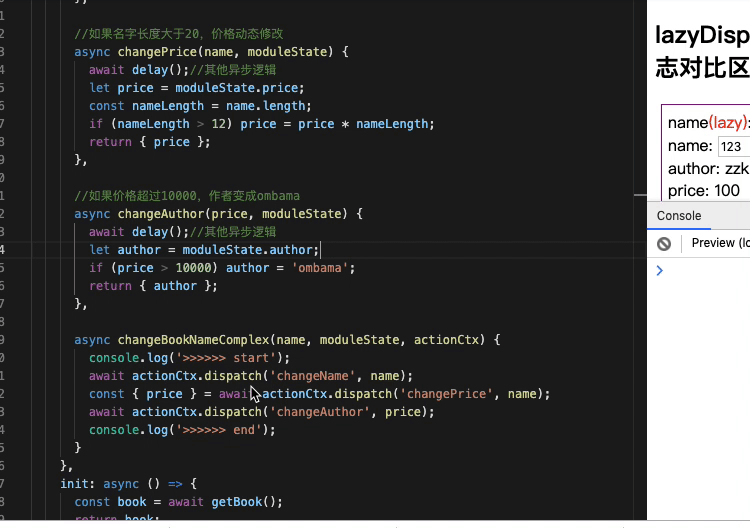 //如果名字长度大于20，价格动态修改
async changePrice(name, moduleState) {
await delay();//其他异步逻辑
let price = moduleState.price;
const nameLength = name.length;
if (nameLength > 12) price = price * nameLength;
return { price };
},
//如果价格超过10000，作者变成ombama
async changeAuthor(price, moduleState) {
await delay();//其他异步逻辑
let author = moduleState.author;
if (price > 10000) author = 'ombama';
return { author };
},
async changeBookNameComplex(name, moduleState, actionCtx) {
console.log('>>>>>> start');
await actionCtx.dispatch('changeName', name);
const { price } = await actionCtx.dispatch('changePrice', name);
await actionCtx.dispatch('changeAuthor', price);
console.log('>>>>>> end');
}
},
init: async () => {
const book = await getBook();
return book;
lazyDisp
志对比区
name(lazy):
name: 123
author: zzk
price: 100
Console
Preview (lo